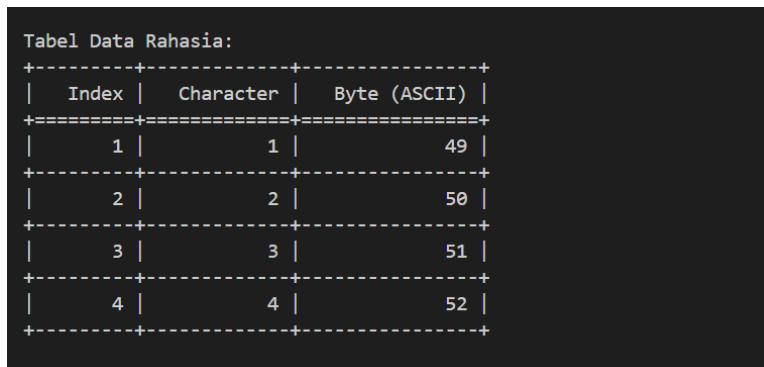 Tabel Data Rahasia:
+---------+-------------+----------------+
|   Index |   Character |   Byte (ASCII) |
+=========+=============+================+
|       1 |           1 |             49 |
+---------+-------------+----------------+
|       2 |           2 |             50 |
+---------+-------------+----------------+
|       3 |           3 |             51 |
+---------+-------------+----------------+
|       4 |           4 |             52 |
+---------+-------------+----------------+